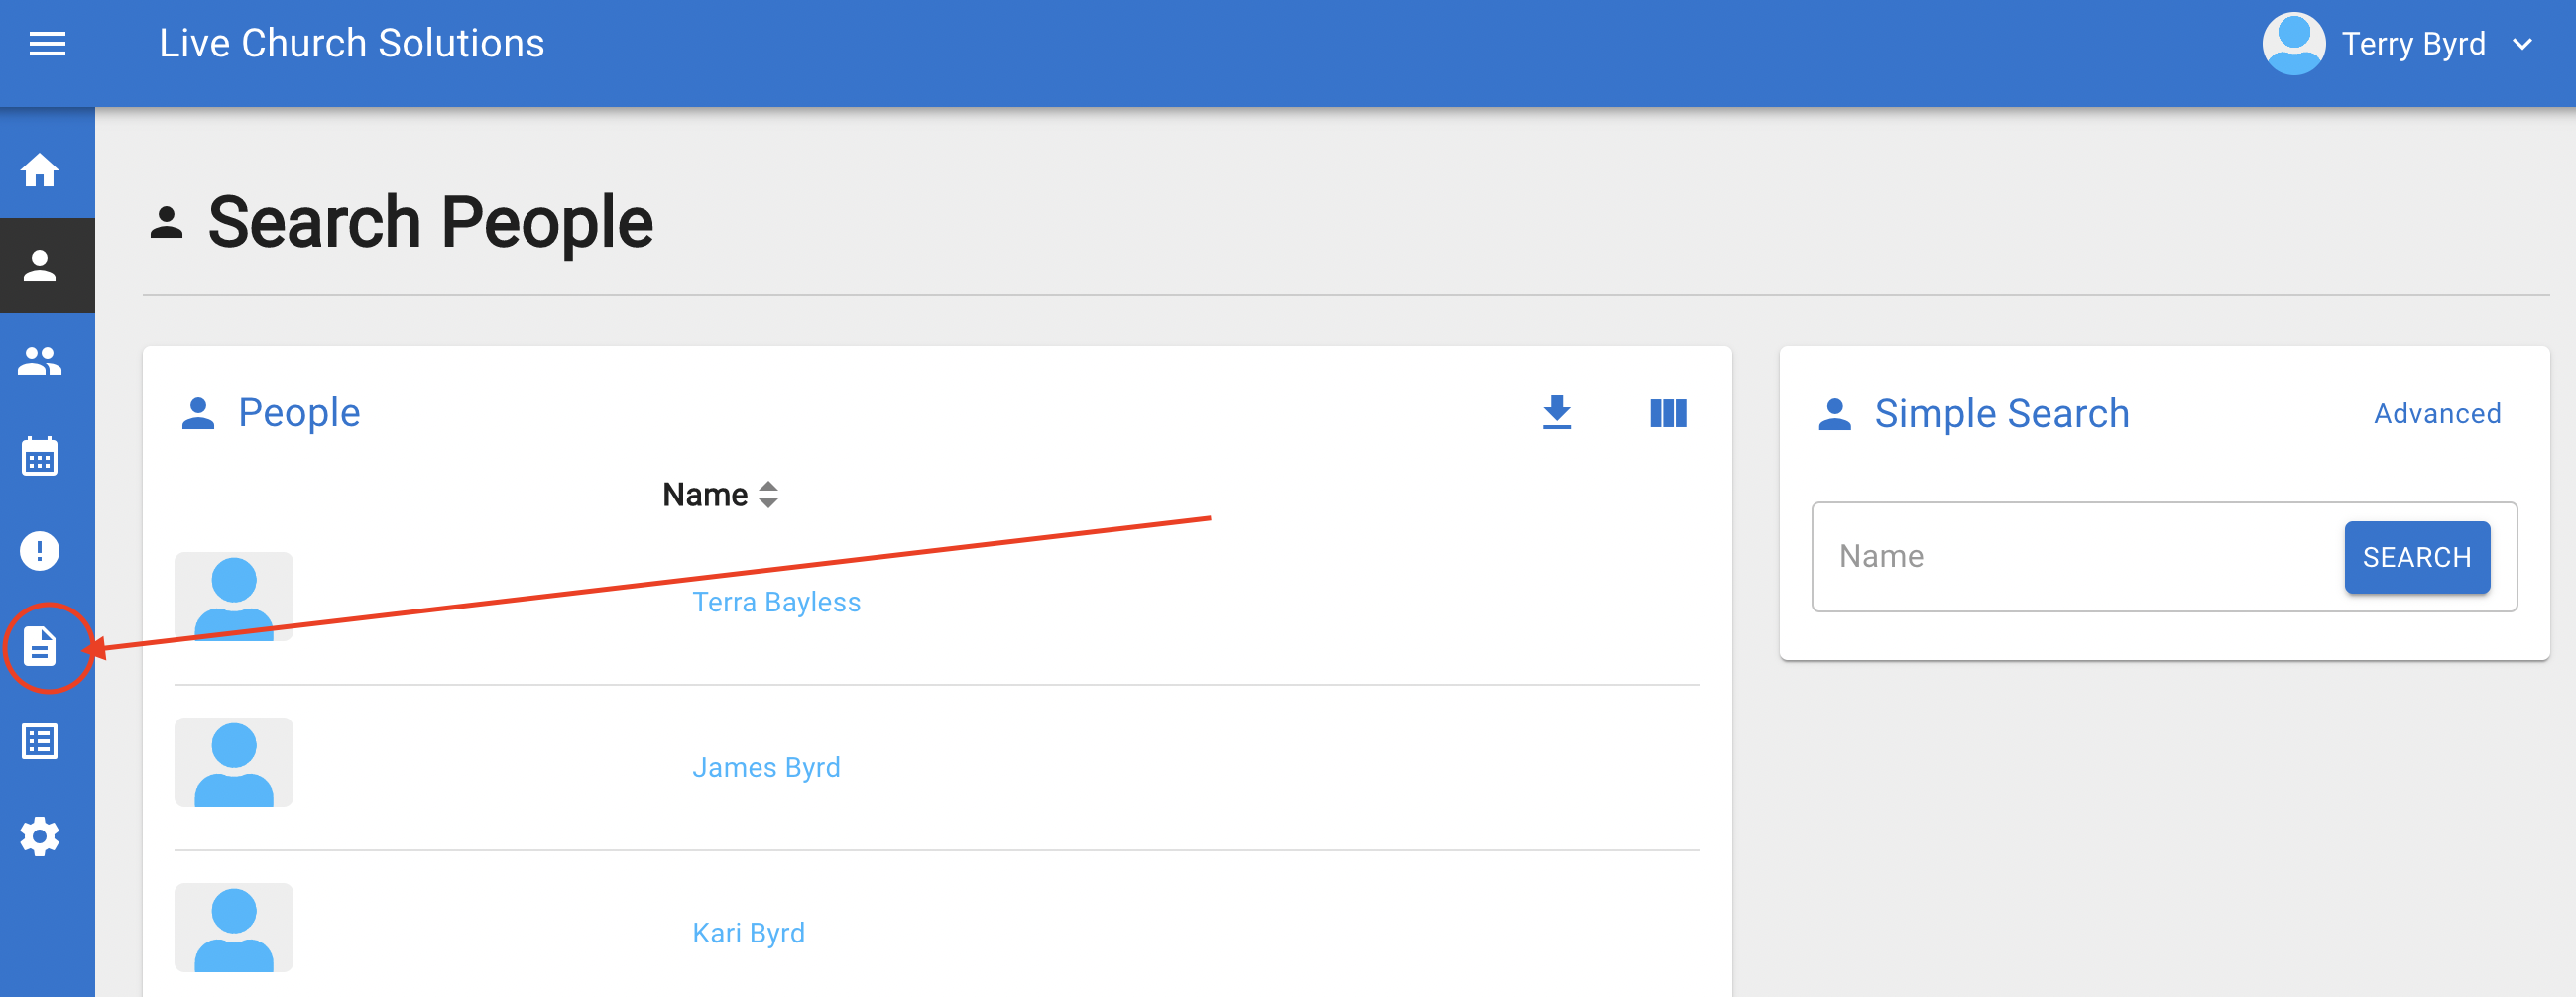 Live Church Solutions
Terry Byrd
Search People
People
Name
Terra Bayless
James Byrd
Kari Byrd
Simple Search
Advanced
Name
SEARCH